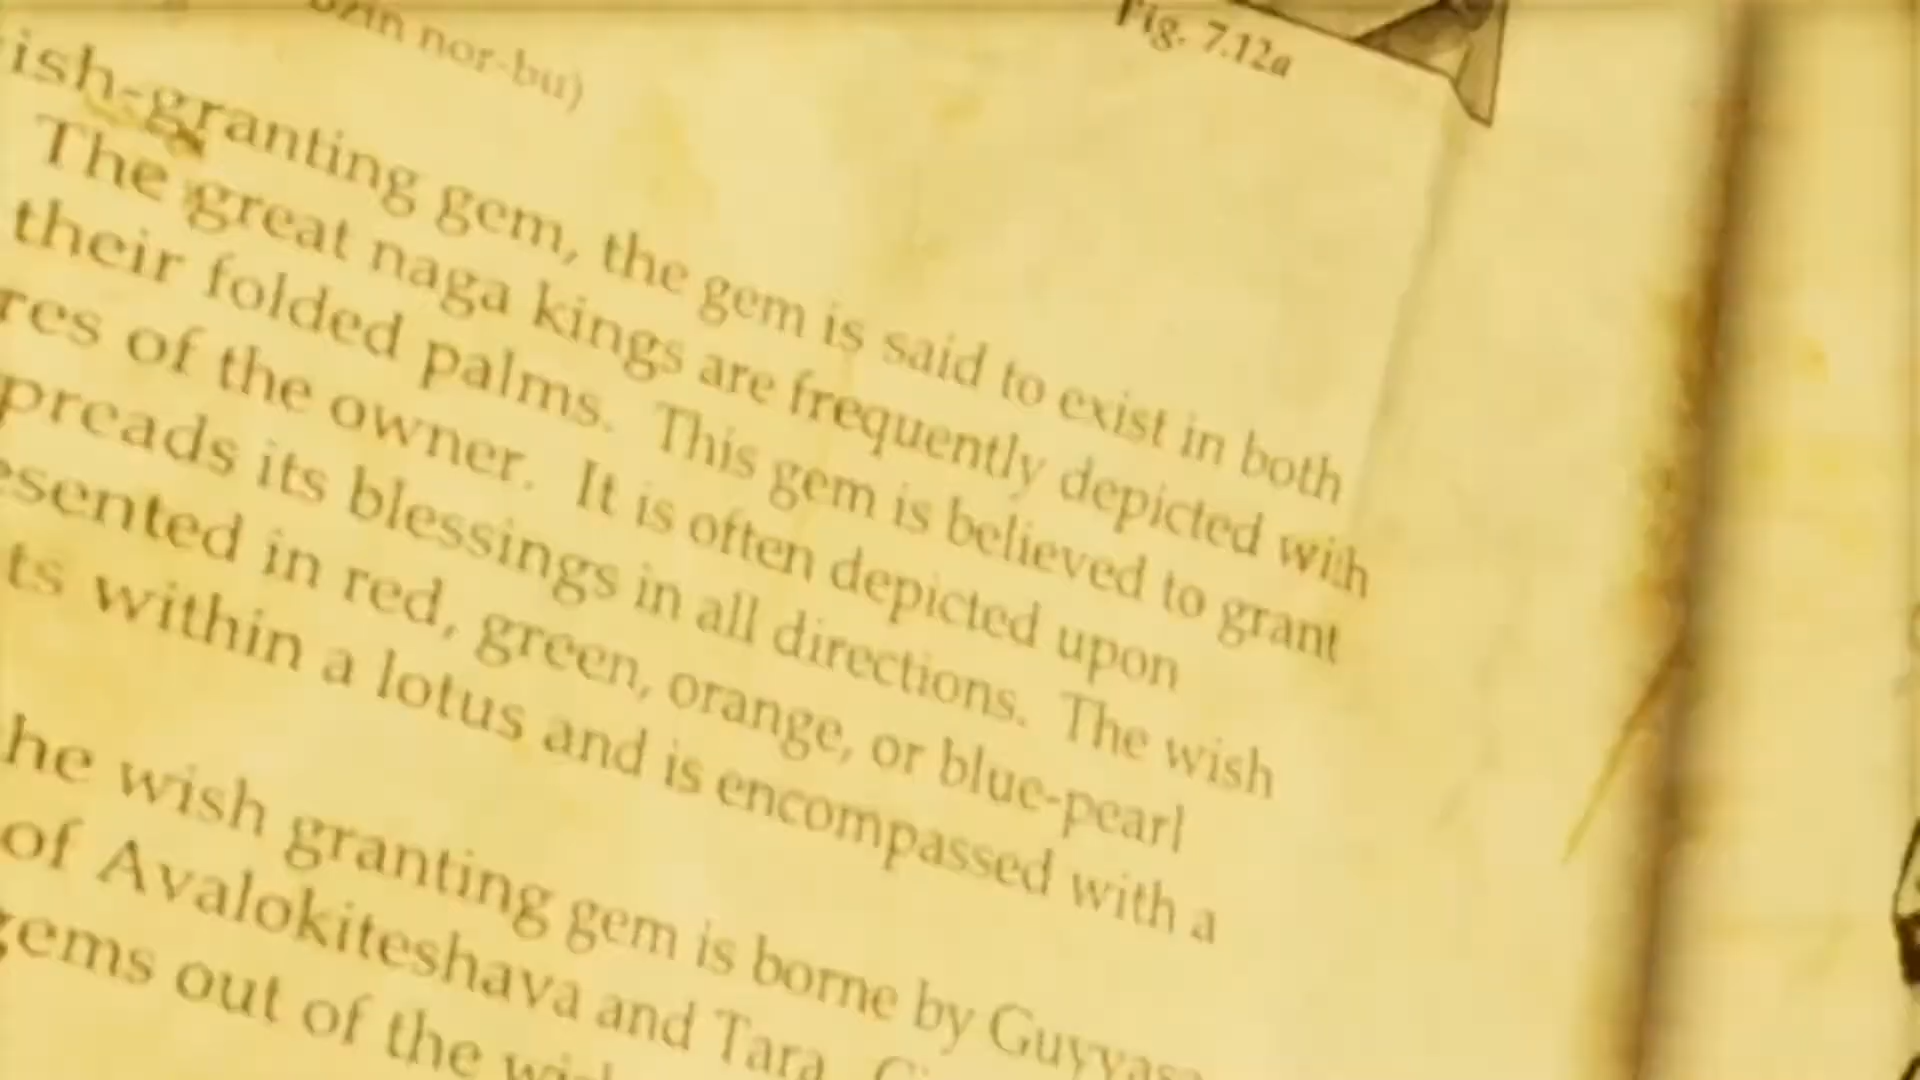 nor-bu)
Fig. 7.12a
ish-granting gem, the gem is said to exist in both
The great naga kings are frequently depicted with
their folded palms. This gem is believed to grant
res of the owner. It is often depicted upon
preads its blessings in all directions. The wish
esented in red, green, orange, or blue-pearl
ts within a lotus and is encompassed with a
he wish granting gem is borne by
of Avalokiteshava and Tara.
gems out of the